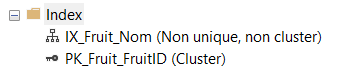 Index
IX_Fruit_Nom (Non unique, non cluster)
PK_Fruit_FruitID (Cluster)